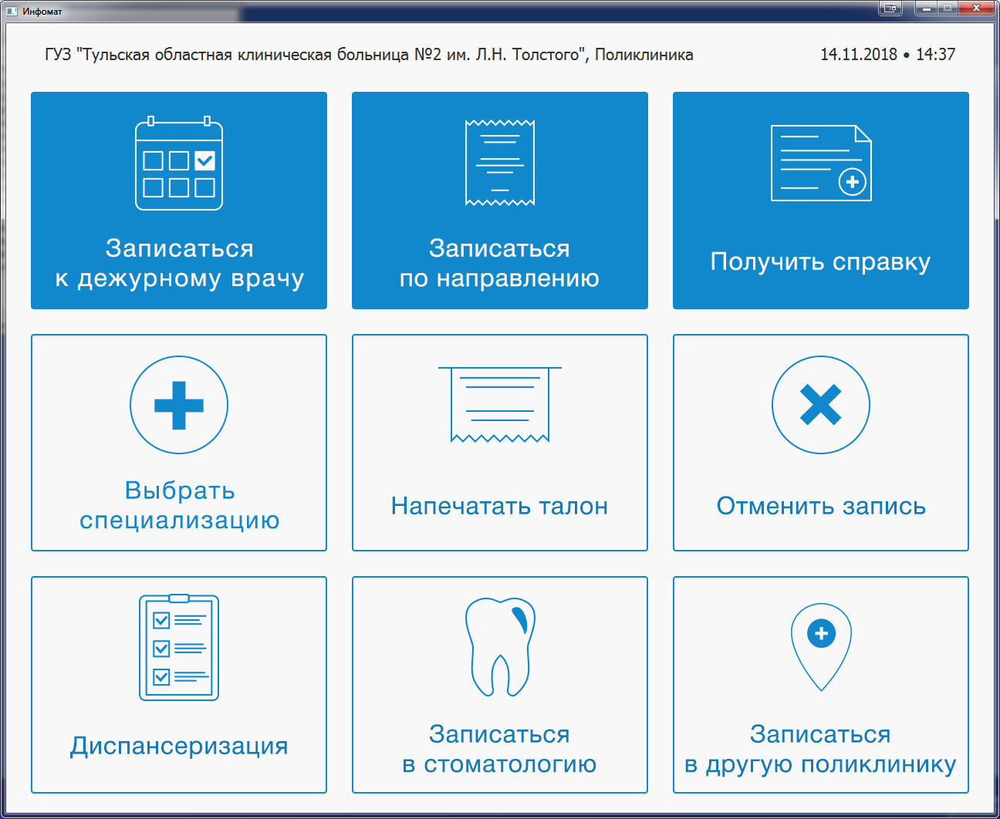 Инфомат
ГУЗ "Тульская областная клиническая больница №2 им. Л.Н. Толстого", Поликлиника
14.11.2018 • 14:37
Записаться
к дежурному врачу
Записаться
по направлению
Получить справку
Выбрать
специализацию
Напечатать талон
Отменить запись
Диспансеризация
Записаться
в стоматологию
Записаться
в другую поликлинику